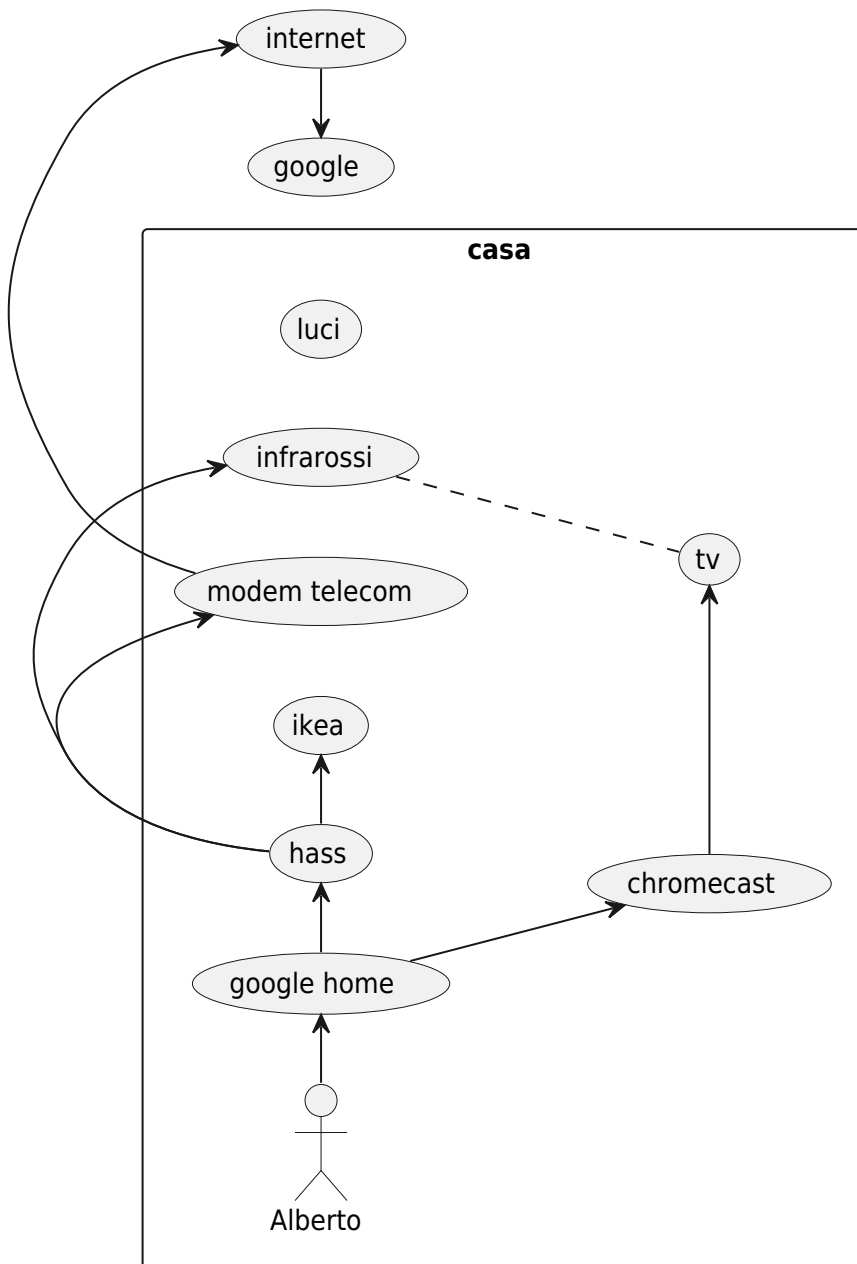 internet
google
casa
luci
infrarossi
tv
modem telecom
ikea
hass
chromecast
google home
Alberto